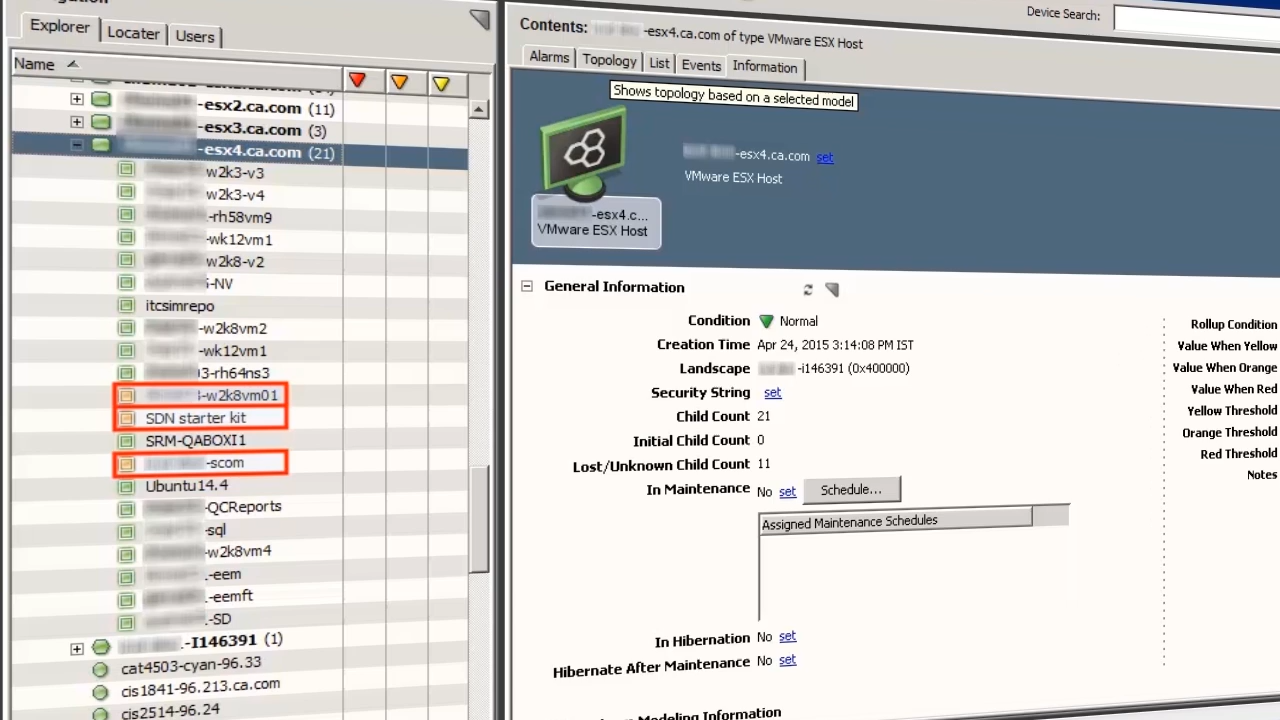 Device Search:
Explorer
Locater
Users
Contents: -esx4.ca.com of type VMware ESX Host
Alarms
Topology
List
Events
Information
Shows topology based on a selected model
Name
-esx2.ca.com (11)
-esx3.ca.com (3)
-esx4.ca.com (21)
w2k3-v3
w2k3-v4
-rh58vm9
-wk12vm1
w2k8-v2
-NV
itcsimrepo
-w2k8vm2
-wk12vm1
3-rh64ns3
-w2k8vm01
SDN starter kit
SRM-QABOXI1
-scom
Ubuntu14.4
-QCReports
-sql
-w2k8vm4
-eem
-eemft
-SD
-I146391 (1)
cat4503-cyan-96.33
cis1841-96.213.ca.com
cis2514-96.24
-esx4.ca.com set
VMware ESX Host
-esx4.c...
VMware ESX Host
General Information
Condition Normal
Creation Time Apr 24, 2015 3:14:08 PM IST
Landscape -i146391 (0x400000)
Security String set
Child Count 21
Initial Child Count 0
Lost/Unknown Child Count 11
In Maintenance No set Schedule...
Assigned Maintenance Schedules
In Hibernation No set
Hibernate After Maintenance No set
Modeling Information
Rollup Condition
Value When Yellow
Value When Orange
Value When Red
Yellow Threshold
Orange Threshold
Red Threshold
Notes